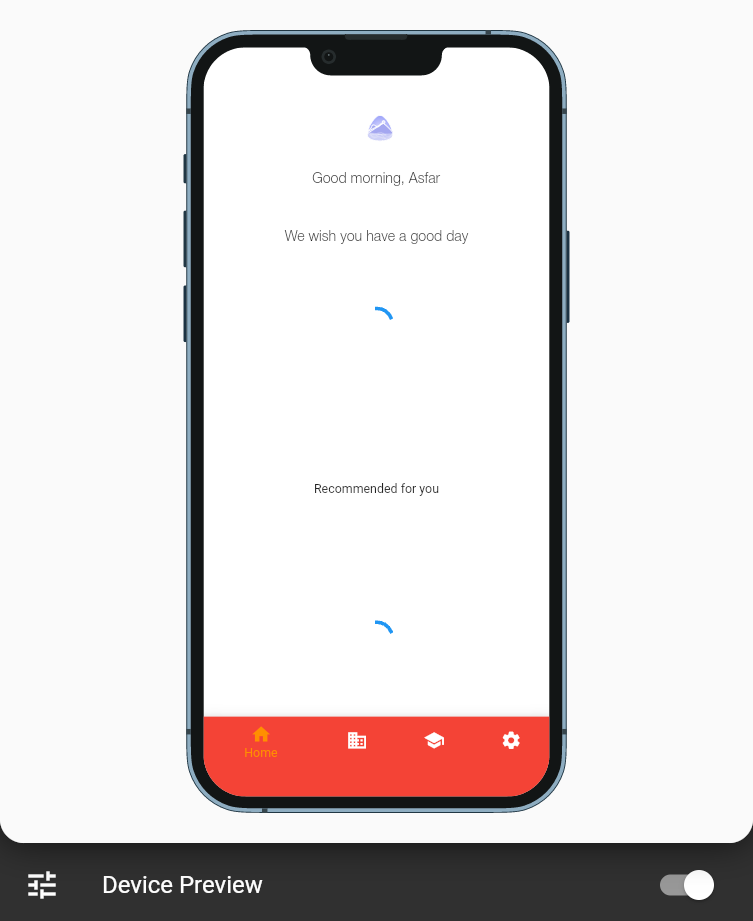 Good morning, Asfar
We wish you have a good day
Recommended for you
Home
Device Preview